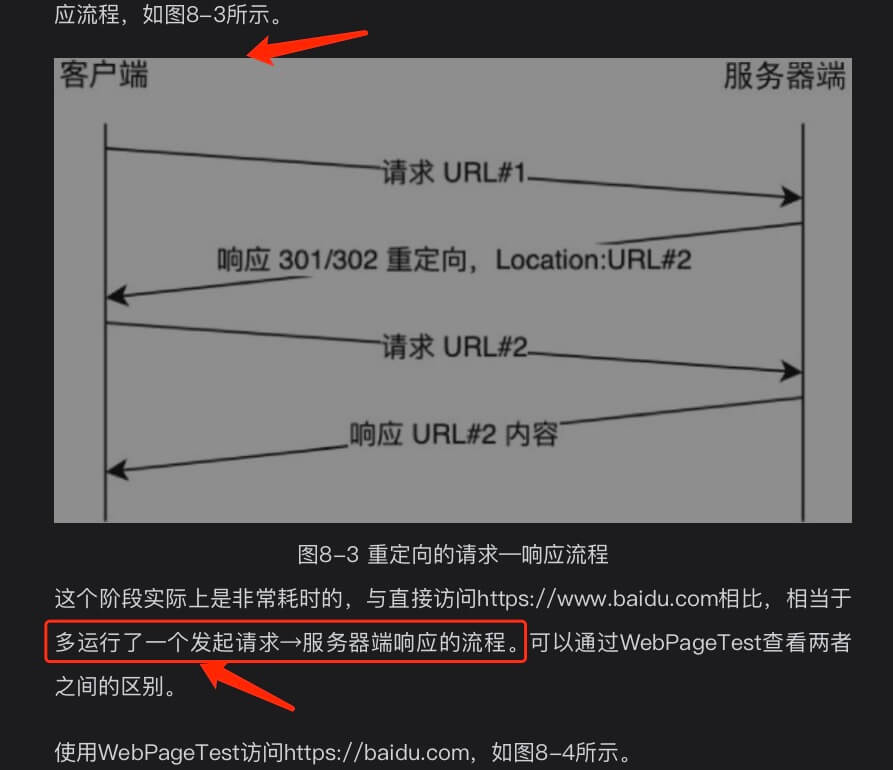 应流程，如图8-3所示。
客户端
服务器端
请求 URL#1
响应 301/302 重定向，Location:URL#2
请求 URL#2
响应 URL#2 内容
图8-3 重定向的请求—响应流程
这个阶段实际上是非常耗时的，与直接访问https://www.baidu.com相比，相当于
多运行了一个发起请求→服务器端响应的流程。可以通过WebPageTest查看两者
之间的区别。
使用WebPageTest访问https://baidu.com，如图8-4所示。